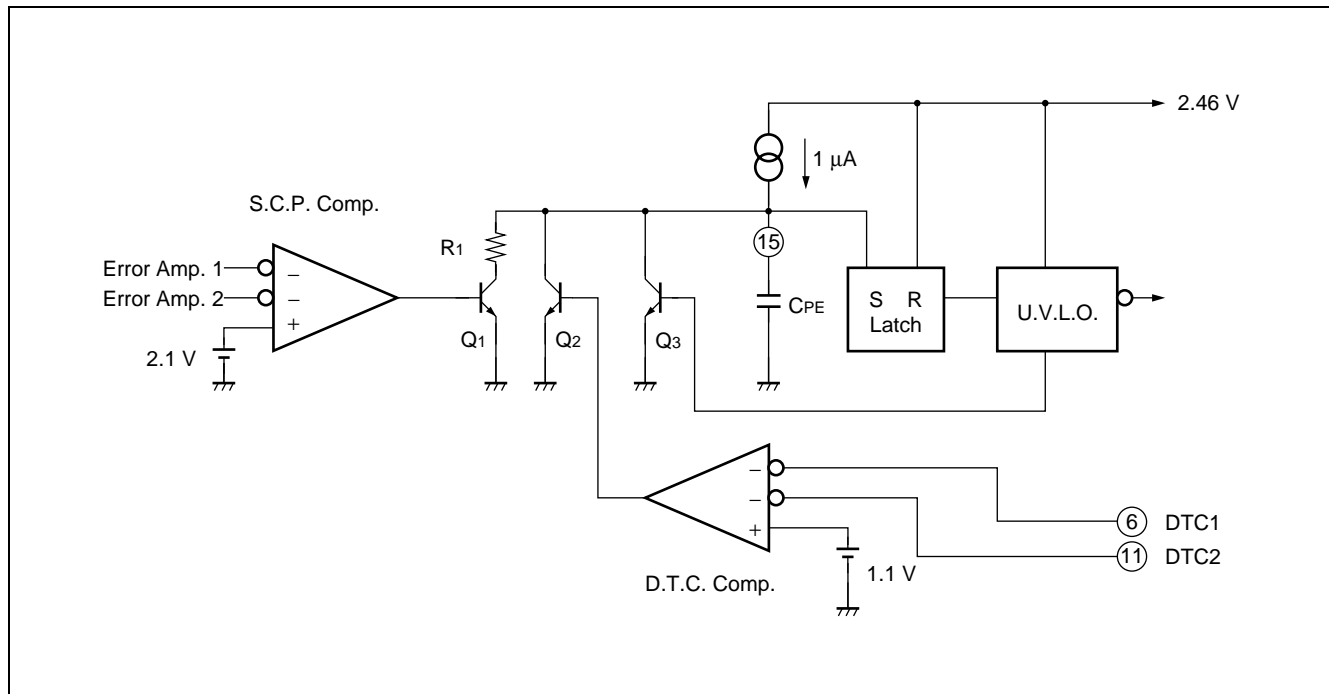 2.46 V
1 μA
S.C.P. Comp.
R1
15
Error Amp. 1
Error Amp. 2
−
−
+
S R
Latch
U.V.L.O.
CPE
Q1
Q2
Q3
2.1 V
−
−
+
6 DTC1
11 DTC2
1.1 V
D.T.C. Comp.